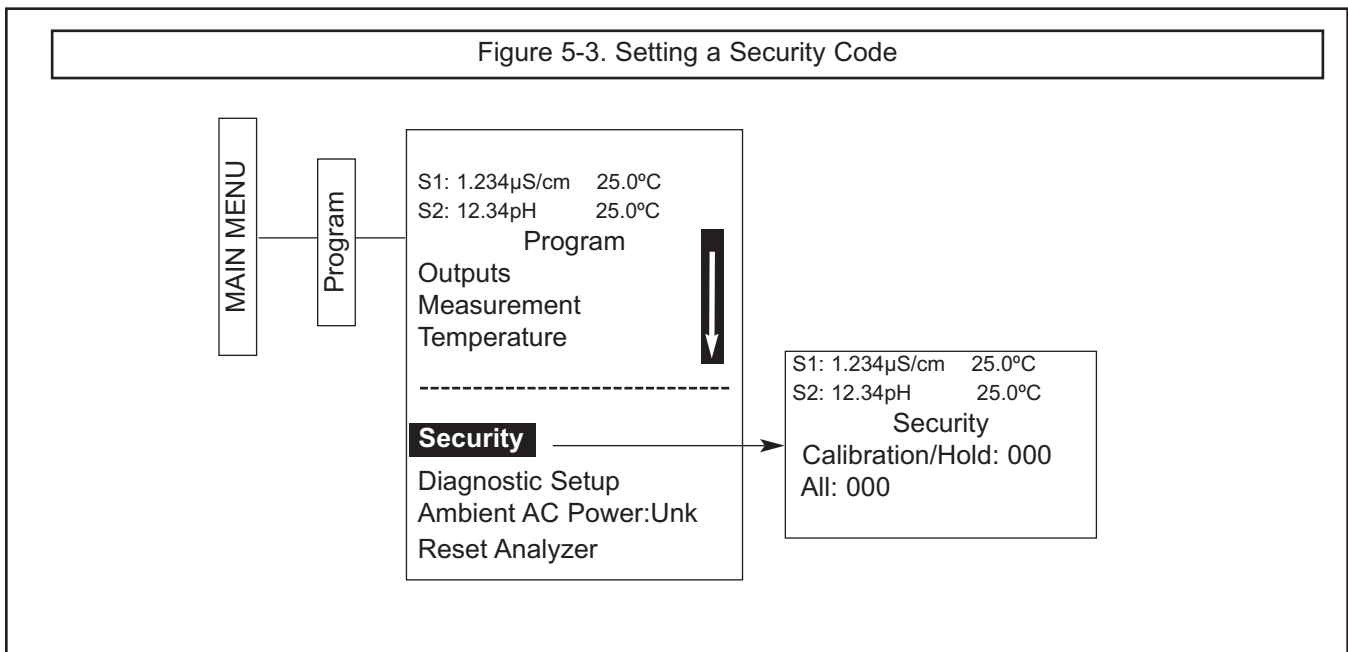 Figure 5-3. Setting a Security Code
MAIN MENU
Program
S1: 1.234µS/cm 25.0ºC
S2: 12.34pH 25.0ºC
Program
Outputs
Measurement
Temperature
--------------------------------
Security
Diagnostic Setup
Ambient AC Power:Unk
Reset Analyzer
S1: 1.234µS/cm 25.0ºC
S2: 12.34pH 25.0ºC
Security
Calibration/Hold: 000
All: 000